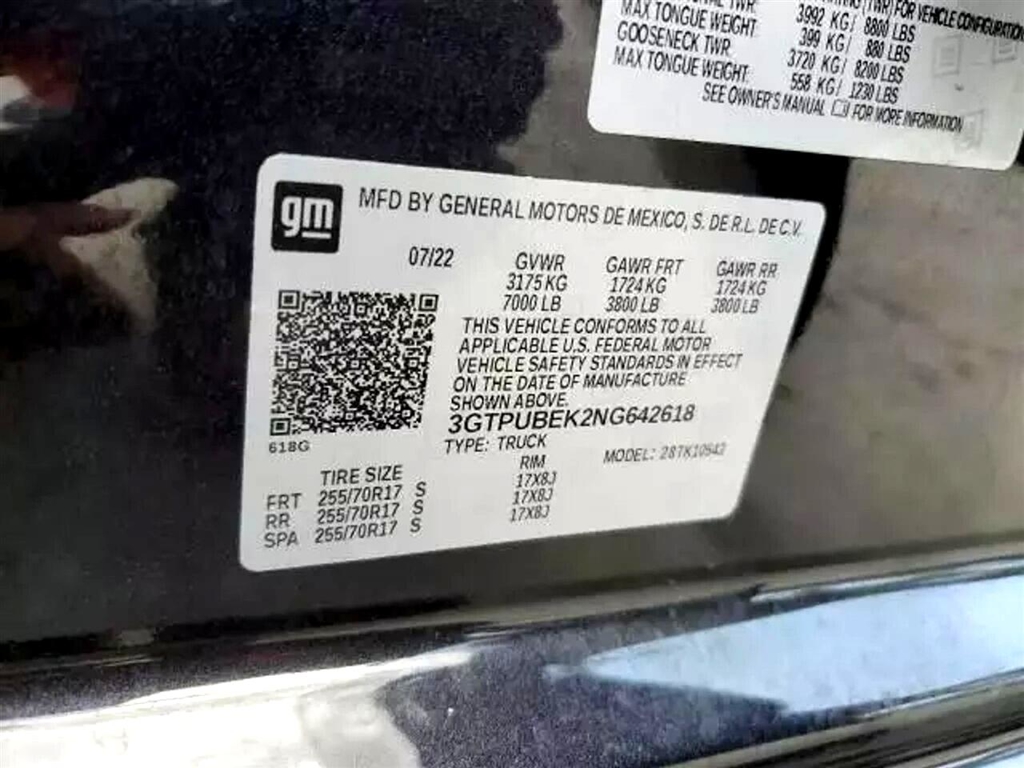 (TWR) FOR VEHICLE CONFIGURATION
TWR: 3992 KG/ 8800 LBS
MAX TONGUE WEIGHT: 399 KG/ 880 LBS
GOOSENECK TWR 3720 KG/ 8200 LBS
MAX TONGUE WEIGHT: 558 KG/ 1230 LBS
SEE OWNER'S MANUAL FOR MORE INFORMATION
gm
MFD BY GENERAL MOTORS DE MEXICO, S. DE R.L. DE C.V.
07/22 GVWR GAWR FRT GAWR RR
3175 KG 1724 KG 1724 KG
7000 LB 3800 LB 3800 LB
THIS VEHICLE CONFORMS TO ALL
APPLICABLE U.S. FEDERAL MOTOR
VEHICLE SAFETY STANDARDS IN EFFECT
ON THE DATE OF MANUFACTURE
SHOWN ABOVE.
3GTPUBEK2NG642618
618G
TYPE: TRUCK MODEL:
TIRE SIZE RIM
FRT 255/70R17 S 17X8J
RR 255/70R17 S 17X8J
SPA 255/70R17 S 17X8J